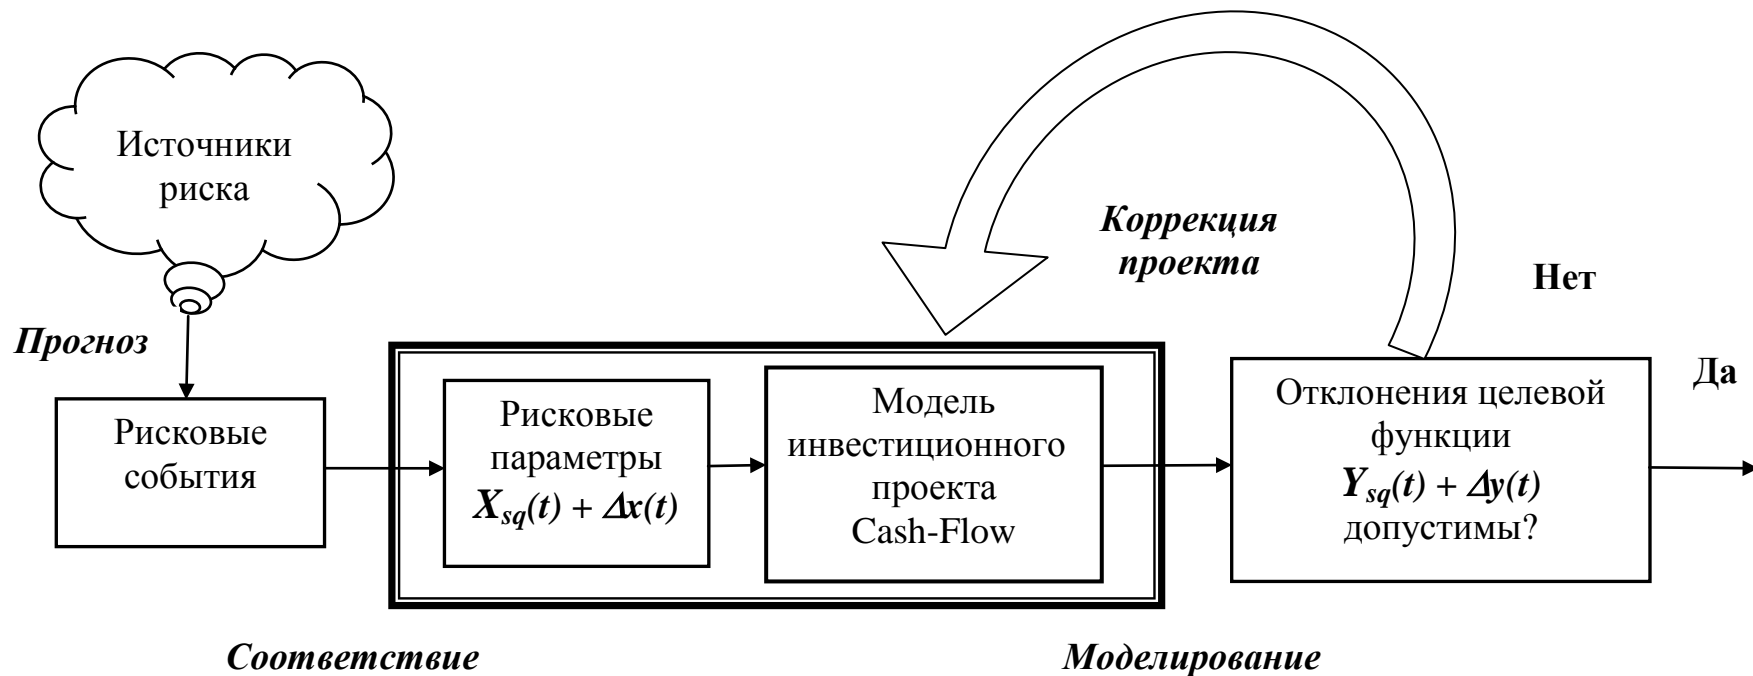 Источники
риска
Прогноз
Рисковые
события
Соответствие
Рисковые
параметры
X_sq(t) + Δx(t)
Модель
инвестиционного
проекта
Cash-Flow
Моделирование
Коррекция
проекта
Отклонения целевой
функции
Y_sq(t) + Δy(t)
допустимы?
Нет
Да